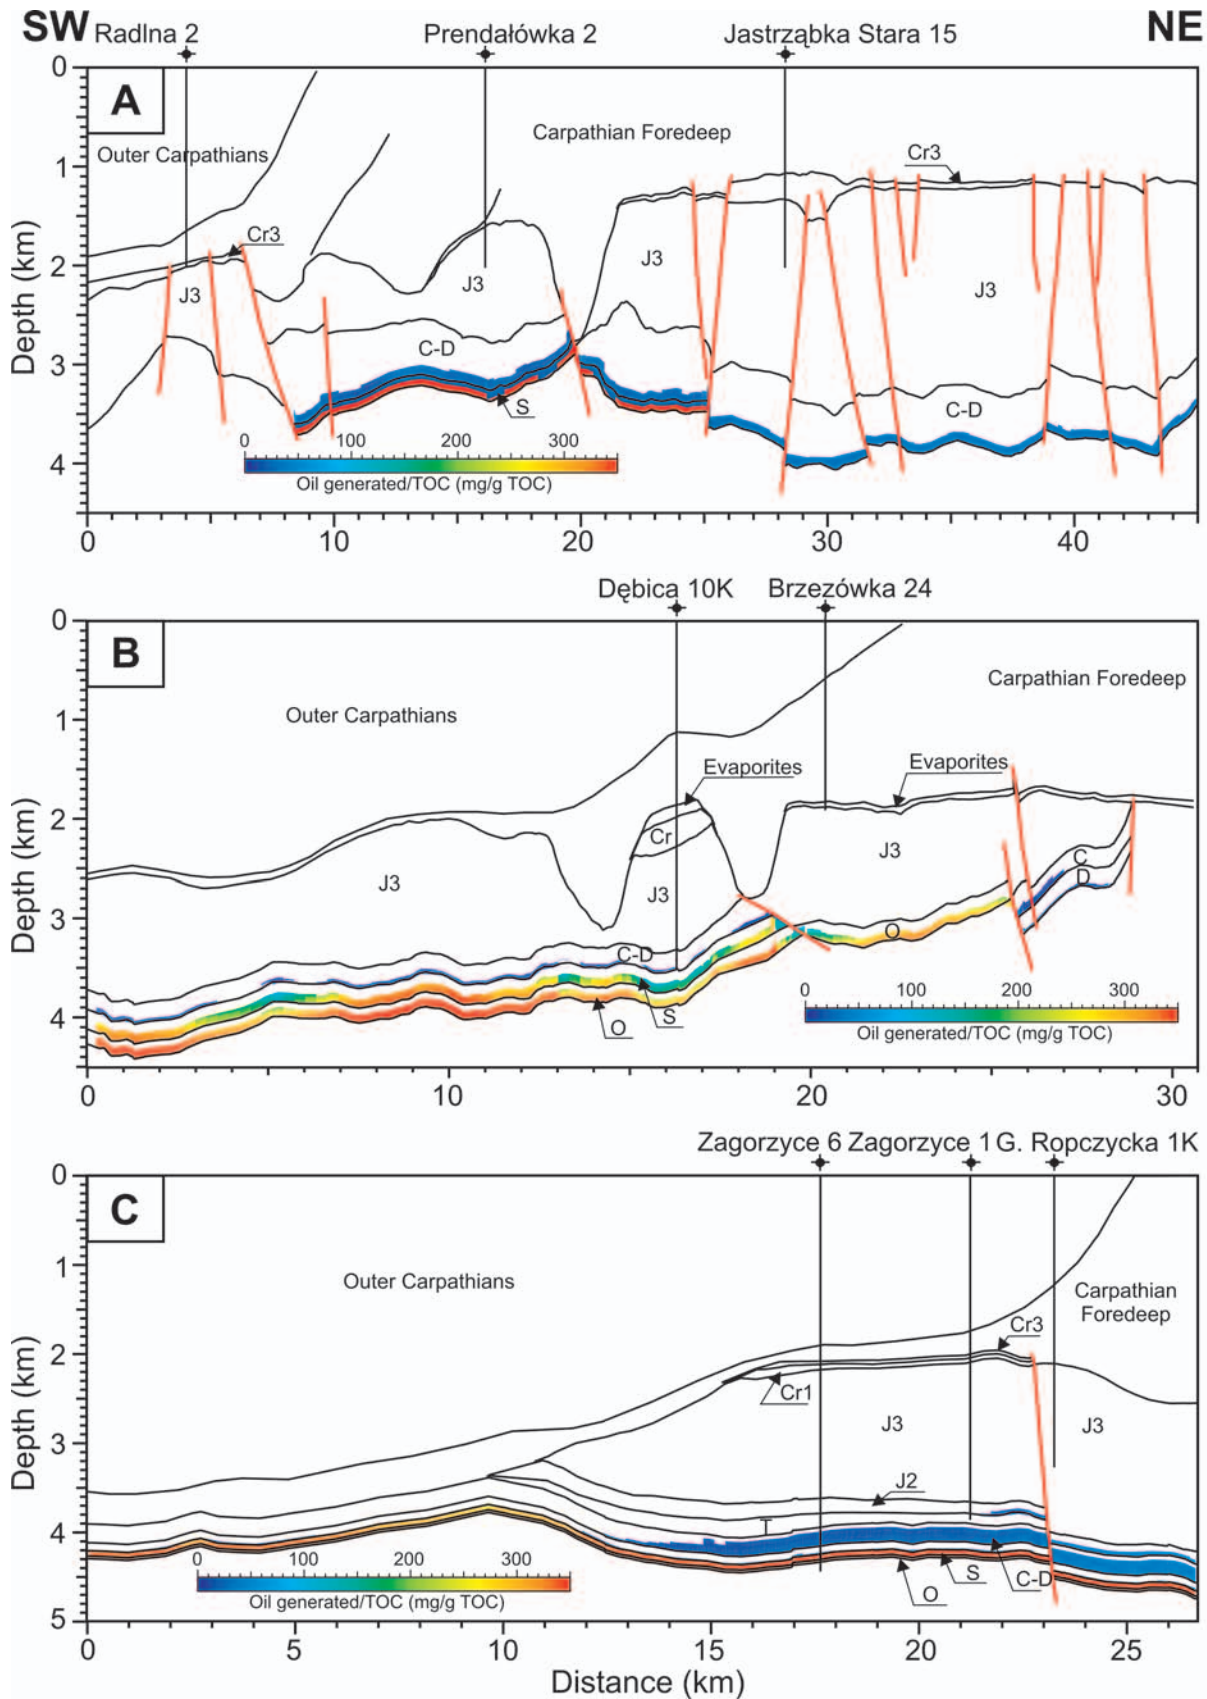 SW Radlna 2 Prendałówka 2 Jastrząbka Stara 15 NE
0
A
Carpathian Foredeep
Outer Carpathians
Cr3
1
Cr3
2
J3
J3
J3
J3
C-D
3
S
C-D
0 100 200 300
Oil generated/TOC (mg/g TOC)
4
Depth (km)
0 10 20 30 40
Dębica 10K Brzezówka 24
0
B
Carpathian Foredeep
Outer Carpathians
1
Evaporites
Evaporites
2
Cr
J3
J3
J3
C
D
3
O
C-D
0 100 200 300
Oil generated/TOC (mg/g TOC)
4
S
O
Depth (km)
0 10 20 30
Zagorzyce 6 Zagorzyce 1 G. Ropczycka 1K
0
C
1
Outer Carpathians
Carpathian
Foredeep
Cr3
2
Cr1
J3
J3
3
J2
T
4
0 100 200 300
Oil generated/TOC (mg/g TOC)
O
S
C-D
5
Depth (km)
0 5 10 15 20 25
Distance (km)